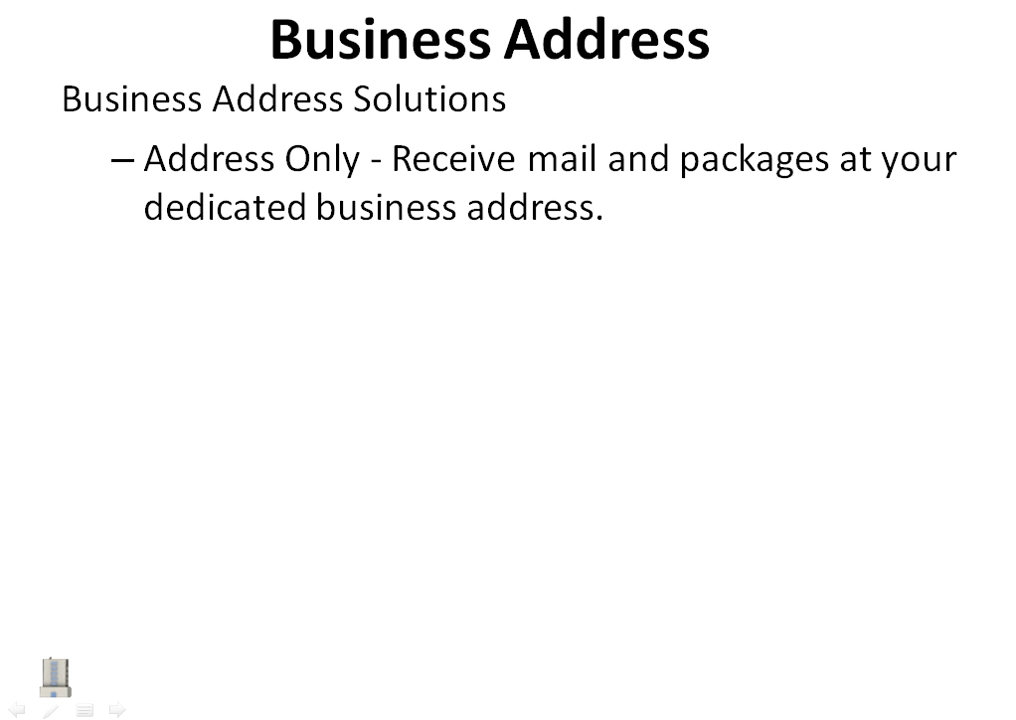 Business Address
Business Address Solutions
– Address Only - Receive mail and packages at your
dedicated business address.